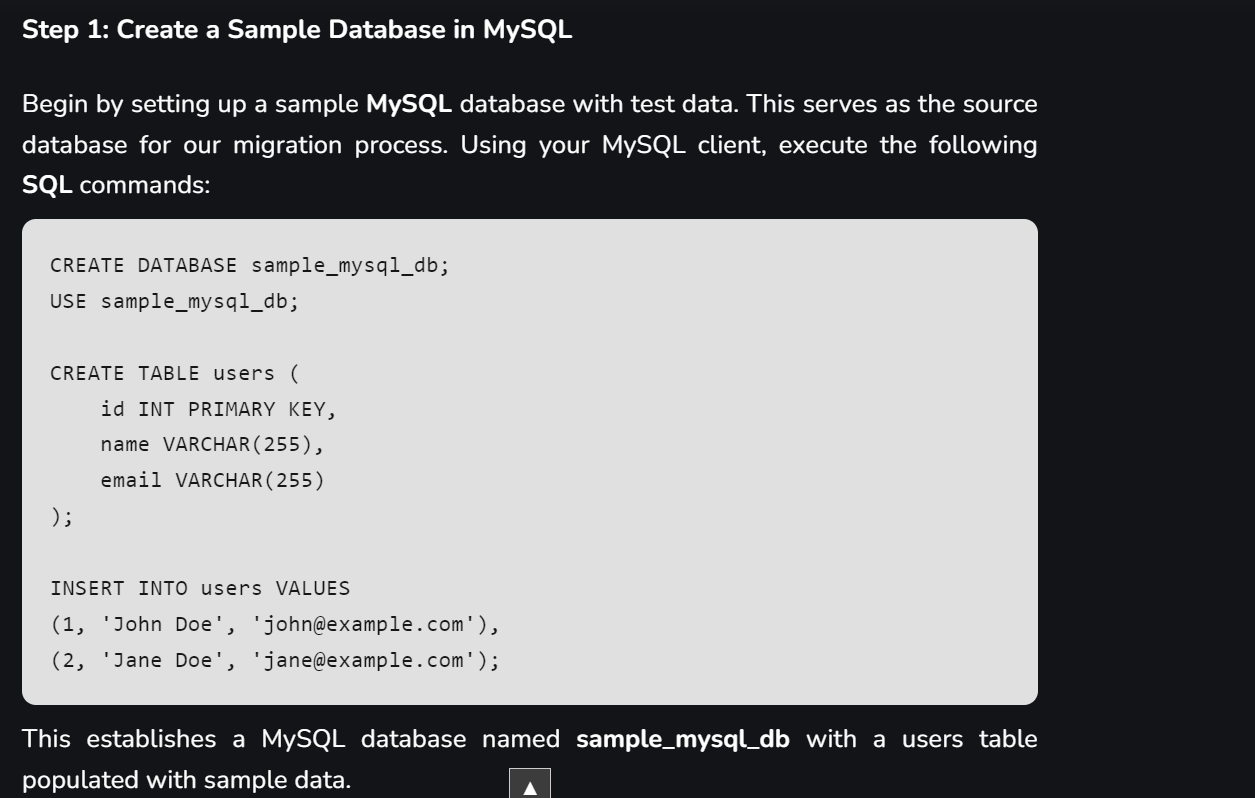 Step 1: Create a Sample Database in MySQL
Begin by setting up a sample MySQL database with test data. This serves as the source
database for our migration process. Using your MySQL client, execute the following
SQL commands:
CREATE DATABASE sample_mysql_db;
USE sample_mysql_db;
CREATE TABLE users (
    id INT PRIMARY KEY,
    name VARCHAR(255),
    email VARCHAR(255)
);
INSERT INTO users VALUES
(1, 'John Doe', 'john@example.com'),
(2, 'Jane Doe', 'jane@example.com');
This establishes a MySQL database named sample_mysql_db with a users table
populated with sample data.